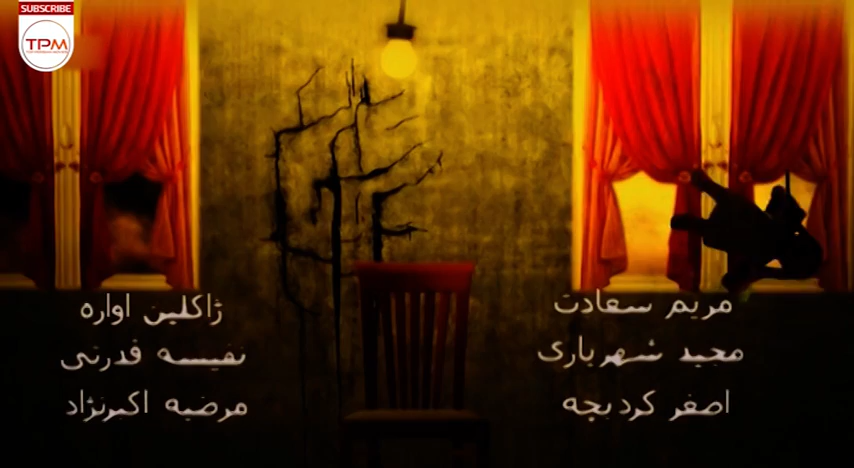 SUBSCRIBE
TPM
مریم سعادت
مجید شهریاری
اصغر کردبچه
ژاکلین اواره
نفیسه قدرتی
مرضیه اکبرنژاد